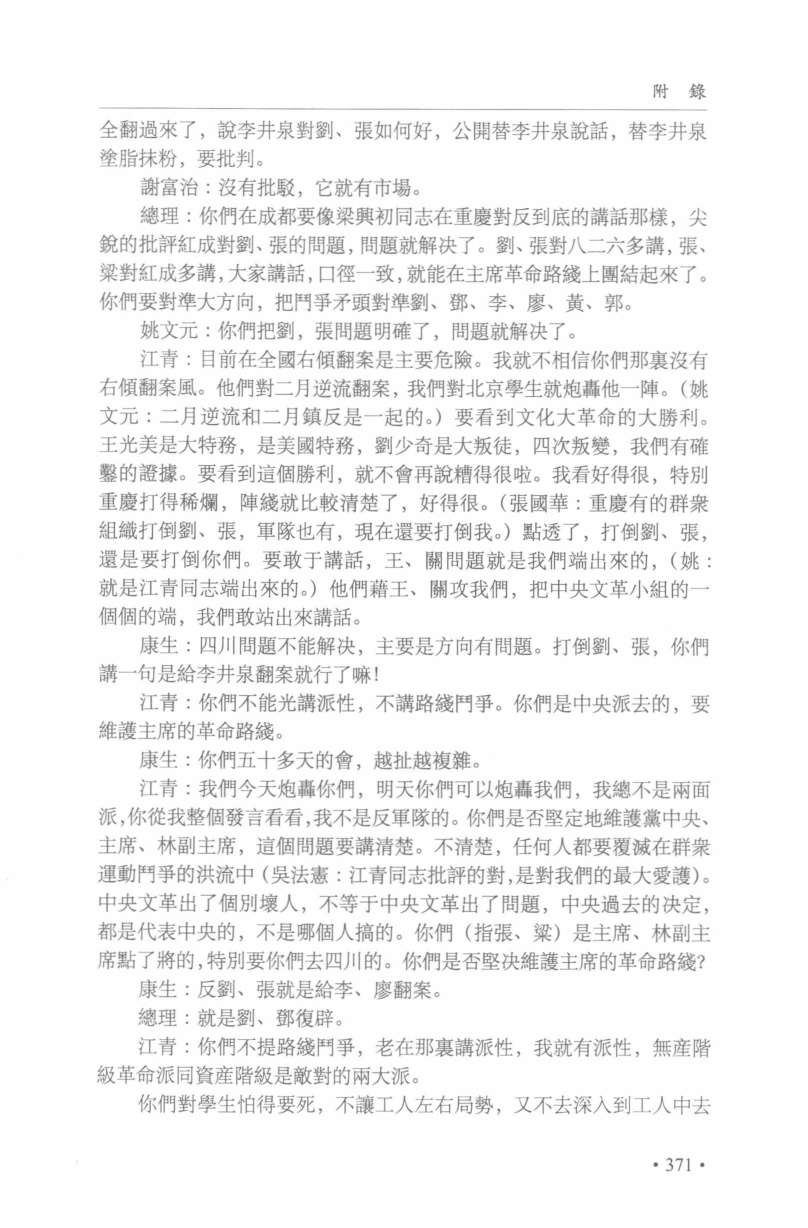 附　錄
全翻過來了，說李井泉對劉、張如何好，公開替李井泉說話，替李井泉
塗脂抹粉，要批判。
謝富治：沒有批駁，它就有市場。
總理：你們在成都要像梁興初同志在重慶對反到底的講話那樣，尖
銳的批評紅成對劉、張的問題，問題就解决了。劉、張對八二六多講，張、
梁對紅成多講，大家講話，口徑一致，就能在主席革命路綫上團結起來了。
你們要對準大方向，把鬥爭矛頭對準劉、鄧、李、廖、黃、郭。
姚文元：你們把劉，張問題明確了，問題就解决了。
江青：目前在全國右傾翻案是主要危險。我就不相信你們那裏沒有
右傾翻案風。他們對二月逆流翻案，我們對北京學生就炮轟他一陣。（姚
文元：二月逆流和二月鎮反是一起的。）要看到文化大革命的大勝利。
王光美是大特務，是美國特務，劉少奇是大叛徒，四次叛變，我們有確
鑿的證據。要看到這個勝利，就不會再說糟得很啦。我看好得很，特別
重慶打得稀爛，陣綫就比較清楚了，好得很。（張國華：重慶有的群衆
組織打倒劉、張，軍隊也有，現在還要打倒我。）點透了，打倒劉、張，
還是要打倒你們。要敢于講話，王、關問題就是我們端出來的，（姚：
就是江青同志端出來的。）他們藉王、關攻我們，把中央文革小組的一
個個的端，我們敢站出來講話。
康生：四川問題不能解决，主要是方向有問題。打倒劉、張，你們
講一句是給李井泉翻案就行了嘛！
江青：你們不能光講派性，不講路綫鬥爭。你們是中央派去的，要
維護主席的革命路綫。
康生：你們五十多天的會，越扯越複雜。
江青：我們今天炮轟你們，明天你們可以炮轟我們，我總不是兩面
派，你從我整個發言看看，我不是反軍隊的。你們是否堅定地維護黨中央、
主席、林副主席，這個問題要講清楚。不清楚，任何人都要覆滅在群衆
運動鬥爭的洪流中（吳法憲：江青同志批評的對，是對我們的最大愛護）。
中央文革出了個別壞人，不等于中央文革出了問題，中央過去的决定，
都是代表中央的，不是哪個人搞的。你們（指張、梁）是主席、林副主
席點了將的，特別要你們去四川的。你們是否堅决維護主席的革命路綫？
康生：反劉、張就是給李、廖翻案。
總理：就是劉、鄧復辟。
江青：你們不提路綫鬥爭，老在那裏講派性，我就有派性，無産階
級革命派同資産階級是敵對的兩大派。
你們對學生怕得要死，不讓工人左右局勢，又不去深入到工人中去
• 371 •